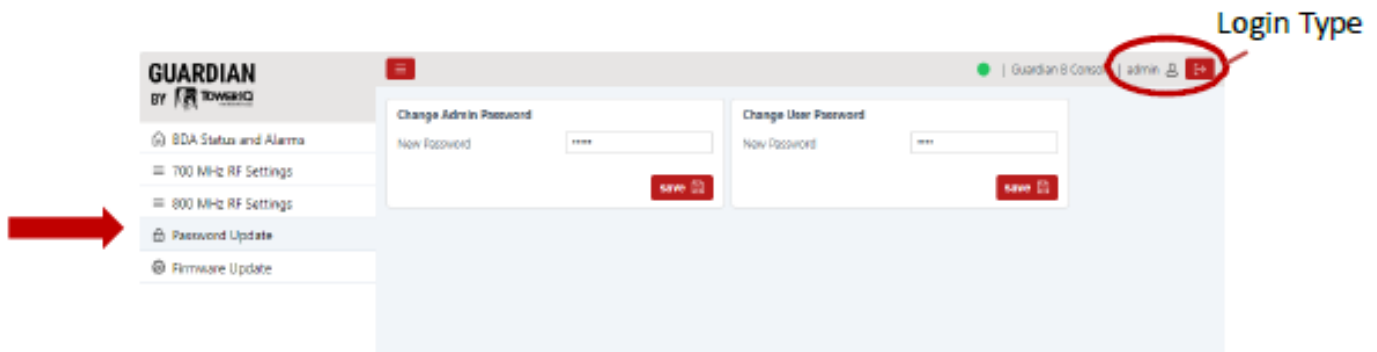 Login Type
GUARDIAN
BY TOWERIQ
| Guardian B Console | admin
Change Admin Password
Change User Password
BDA Status and Alarms
New Password
•••••
New Password
••••
700 MHz RF Settings
save
save
800 MHz RF Settings
Password Update
Firmware Update